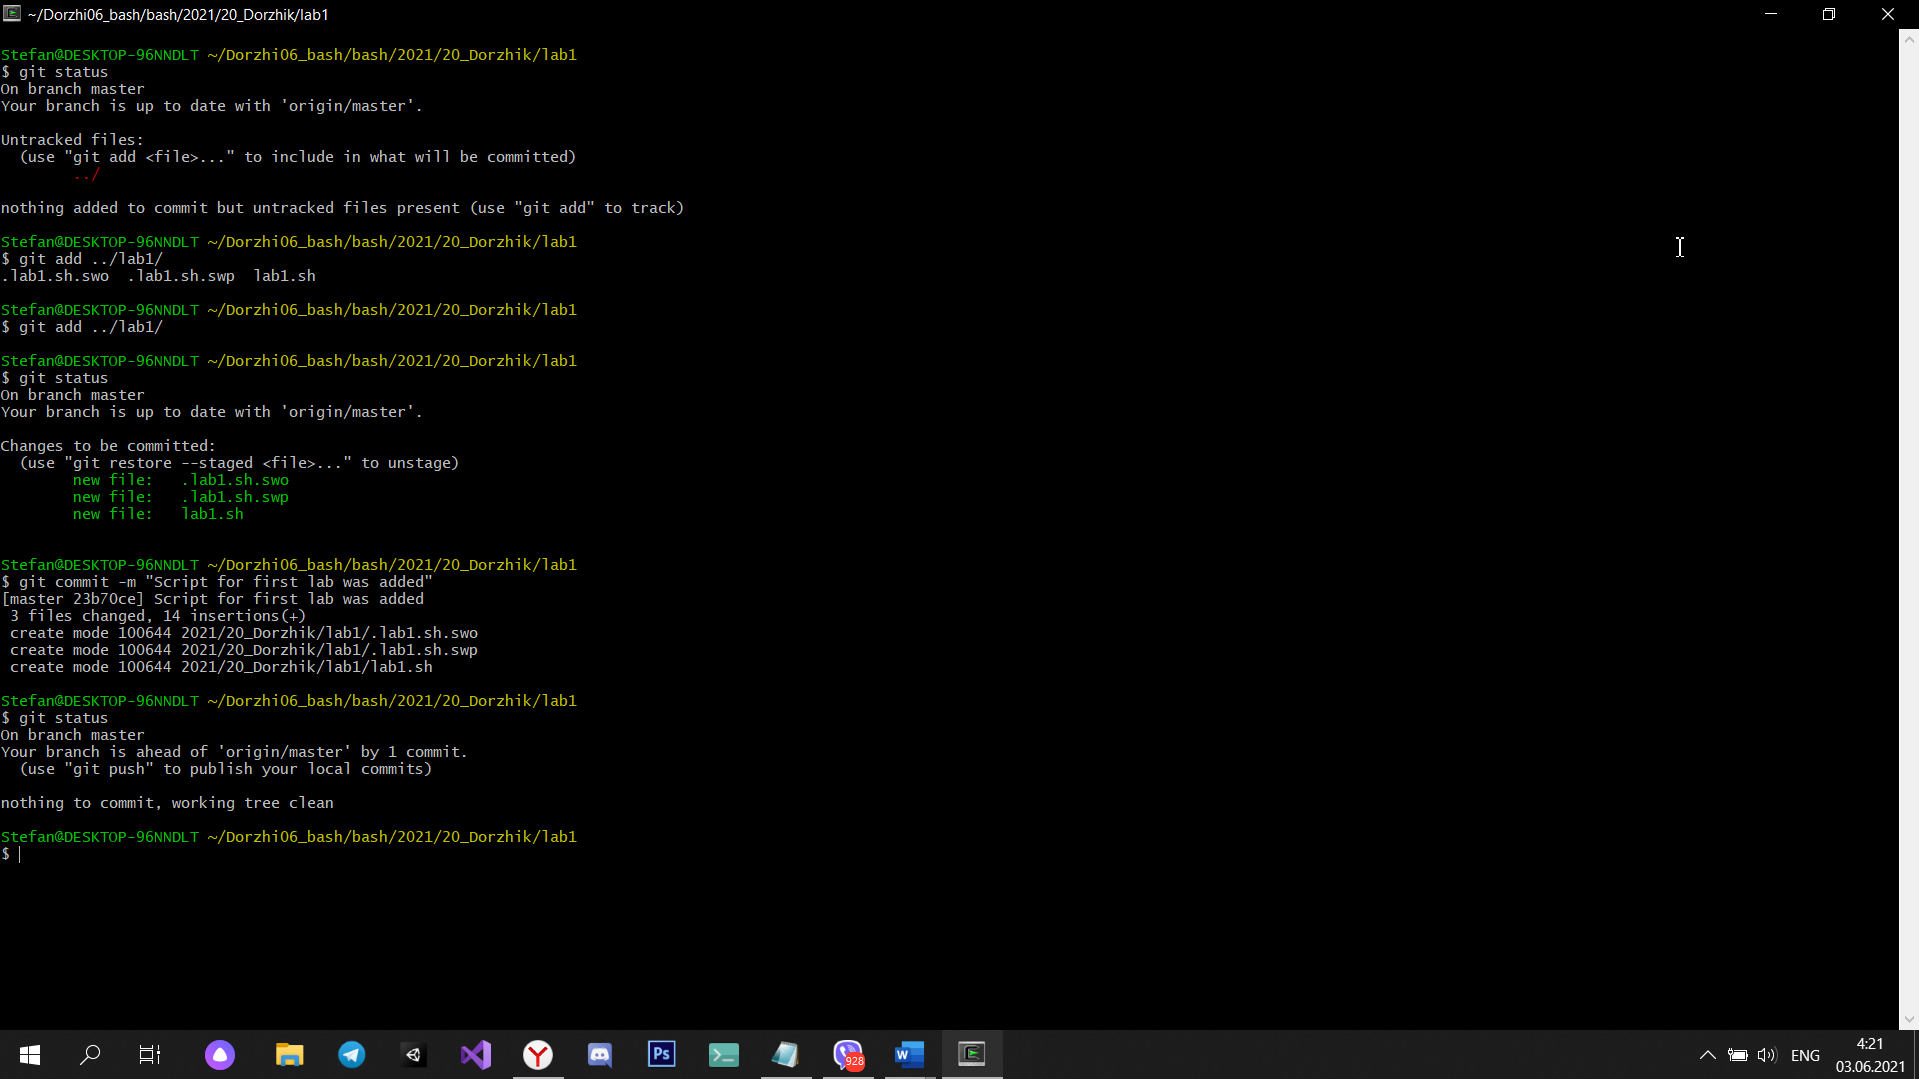 ~/Dorzhi06_bash/bash/2021/20_Dorzhik/lab1
Stefan@DESKTOP-96NNDLT ~/Dorzhi06_bash/bash/2021/20_Dorzhik/lab1
$ git status
On branch master
Your branch is up to date with 'origin/master'.
Untracked files:
  (use "git add <file>..." to include in what will be committed)
        ../
nothing added to commit but untracked files present (use "git add" to track)
Stefan@DESKTOP-96NNDLT ~/Dorzhi06_bash/bash/2021/20_Dorzhik/lab1
$ git add ../lab1/
.lab1.sh.swo  .lab1.sh.swp  lab1.sh
Stefan@DESKTOP-96NNDLT ~/Dorzhi06_bash/bash/2021/20_Dorzhik/lab1
$ git add ../lab1/
Stefan@DESKTOP-96NNDLT ~/Dorzhi06_bash/bash/2021/20_Dorzhik/lab1
$ git status
On branch master
Your branch is up to date with 'origin/master'.
Changes to be committed:
  (use "git restore --staged <file>..." to unstage)
        new file:   .lab1.sh.swo
        new file:   .lab1.sh.swp
        new file:   lab1.sh
Stefan@DESKTOP-96NNDLT ~/Dorzhi06_bash/bash/2021/20_Dorzhik/lab1
$ git commit -m "Script for first lab was added"
[master 23b70ce] Script for first lab was added
 3 files changed, 14 insertions(+)
 create mode 100644 2021/20_Dorzhik/lab1/.lab1.sh.swo
 create mode 100644 2021/20_Dorzhik/lab1/.lab1.sh.swp
 create mode 100644 2021/20_Dorzhik/lab1/lab1.sh
Stefan@DESKTOP-96NNDLT ~/Dorzhi06_bash/bash/2021/20_Dorzhik/lab1
$ git status
On branch master
Your branch is ahead of 'origin/master' by 1 commit.
  (use "git push" to publish your local commits)
nothing to commit, working tree clean
Stefan@DESKTOP-96NNDLT ~/Dorzhi06_bash/bash/2021/20_Dorzhik/lab1
$
Ps
928
W
ENG
4:21
03.06.2021